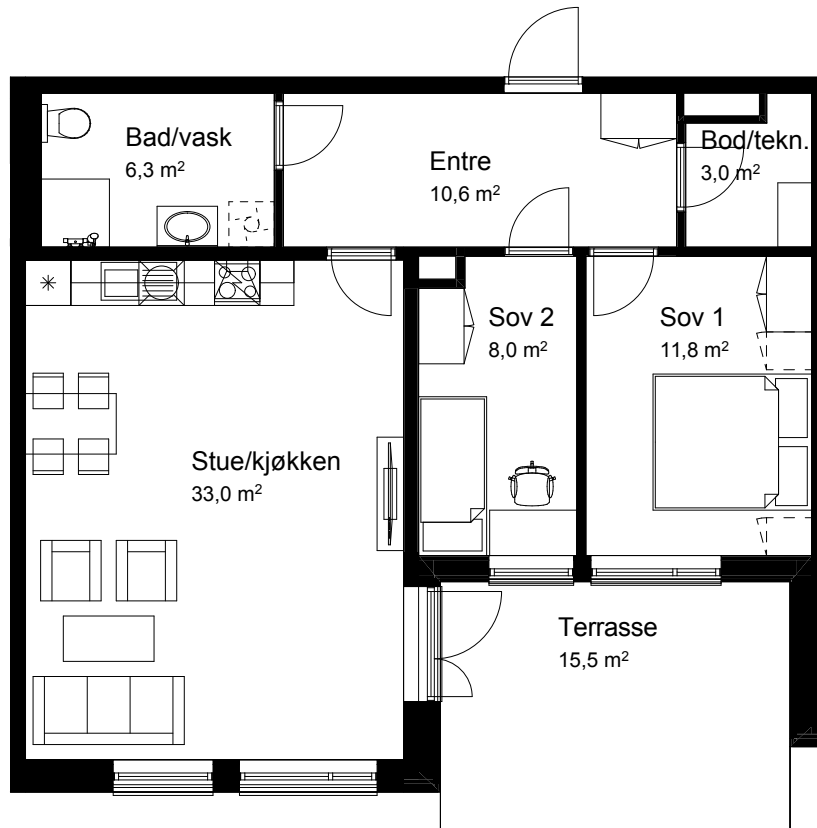 Bad/vask
6,3 m²
Entre
10,6 m²
Bod/tekn.
3,0 m²
Sov 2
8,0 m²
Sov 1
11,8 m²
Stue/kjøkken
33,0 m²
Terrasse
15,5 m²